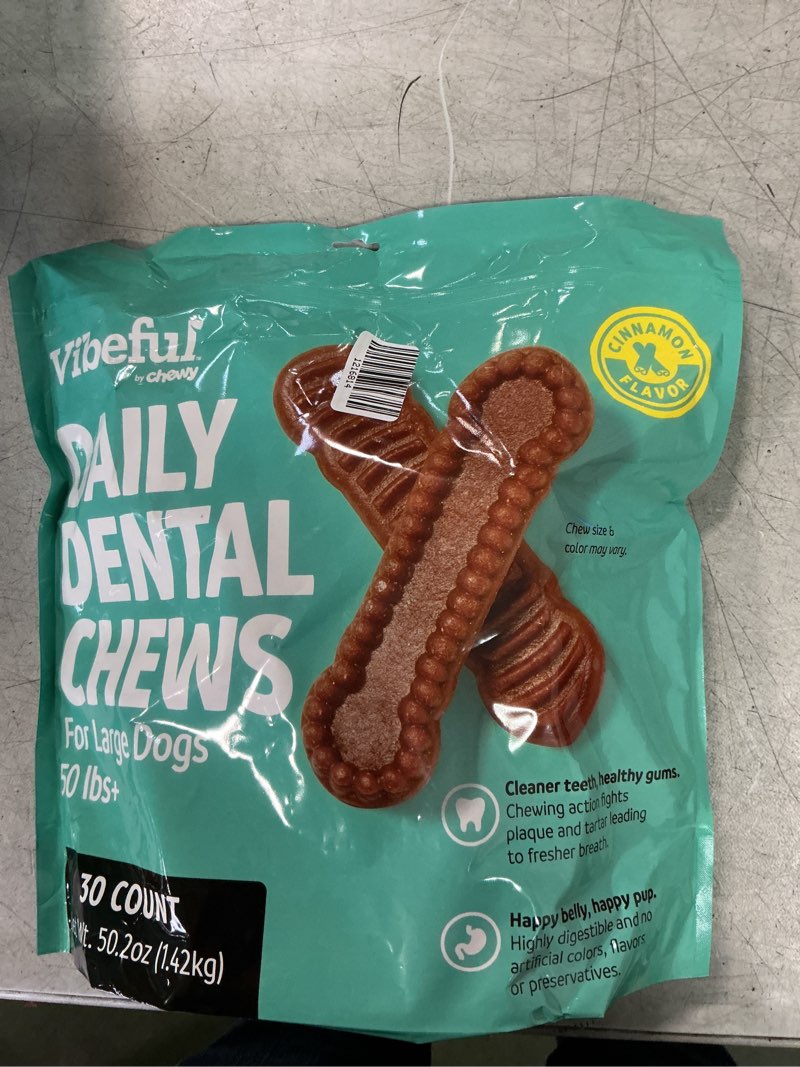 Vibeful™
by chewy
DAILY
DENTAL
CHEWS
For Large Dogs
50 lbs+
30 COUNT
Wt. 50.2oz (1.42kg)
1216814
CINNAMON
FLAVOR
Chew size &
color may vary.
Cleaner teeth, healthy gums.
Chewing action fights
plaque and tartar leading
to fresher breath.
Happy belly, happy pup.
Highly digestible and no
artificial colors, flavors
or preservatives.